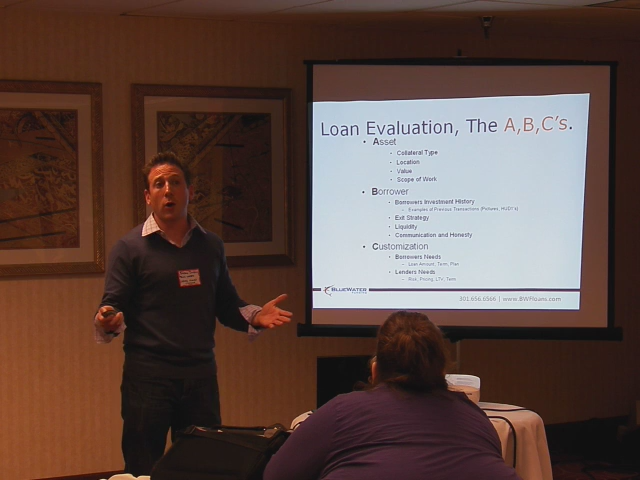 Loan Evaluation, The A,B,C's.
• Asset
• Collateral Type
• Location
• Value
• Scope of Work
• Borrower
• Borrowers Investment History
– Examples of Previous Transactions (Pictures, HUD1's)
• Exit Strategy
• Liquidity
• Communication and Honesty
• Customization
• Borrowers Needs
– Loan Amount, Term, Plan
• Lenders Needs
– Risk, Pricing, LTV, Term
BLUEWATER
301.656.6566 | www.BWFloans.com